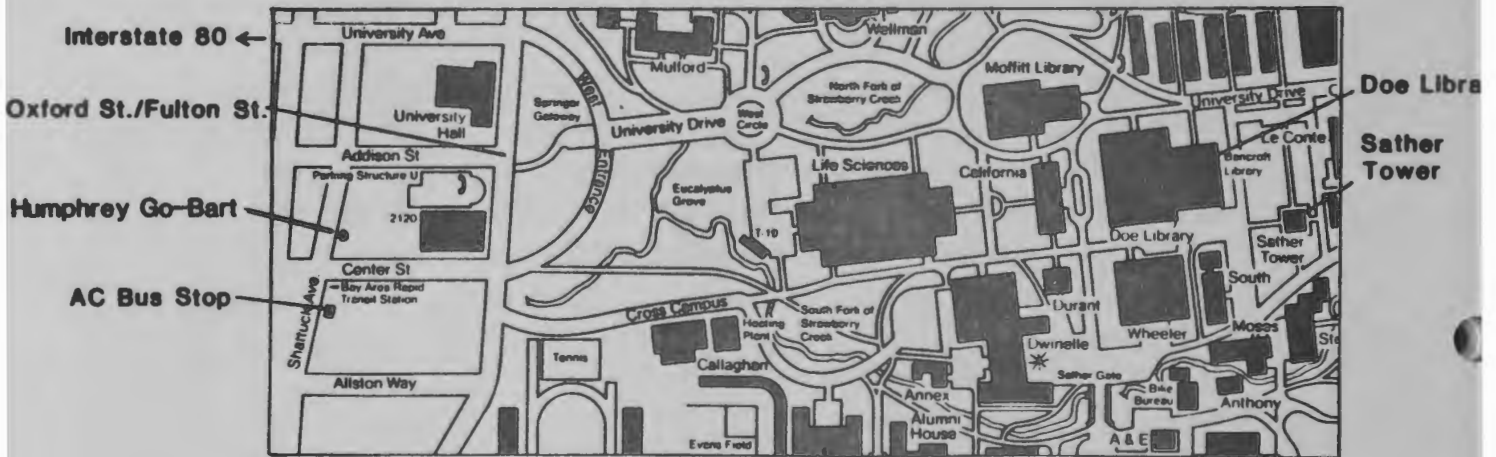 Interstate 80 ←
Oxford St./Fulton St.
Humphrey Go-Bart
AC Bus Stop
University Ave
University
Hall
Addison St
Parking Structure U
2120
Center St
Bay Area Rapid
Transit Station
Shattuck Ave.
Allston Way
Springer
Gateway
West
Entrance
Mulford
University Drive
West
Circle
Wellman
North Fork of
Strawberry Creek
Moffitt Library
University Drive
Le Conte
Bancroft
Library
Life Sciences
California
Eucalyptus
Grove
T-10
Doe Library
Sather
Tower
South
Cross Campus
Heating
Plant
South Fork of
Strawberry
Creek
Durant
Wheeler
Moses
Dwinelle
Tennis
Callaghan
Sather Gate
Annex
Alumni
House
Bike
Bureau
Anthony
Evans Field
A & E
Ste
Doe Libra
Sather
Tower